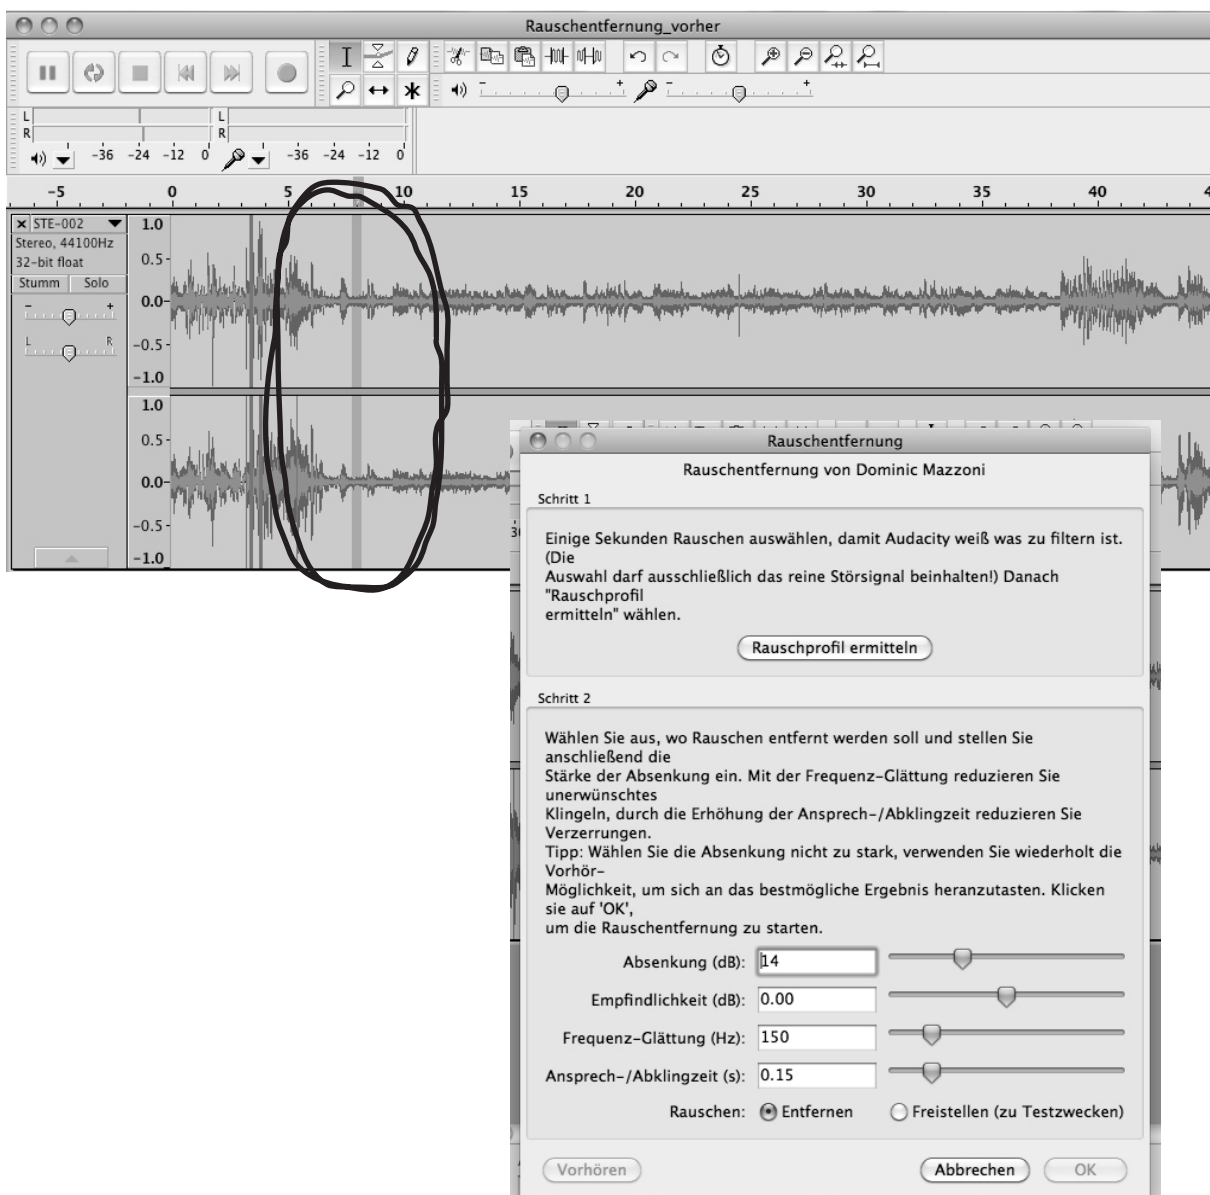 Rauschentfernung_vorher
L
R
-36 -24 -12 0
L
R
-36 -24 -12 0
-5 0 5 10 15 20 25 30 35 40 4
STE-002
Stereo, 44100Hz
32-bit float
Stumm Solo
- +
L R
1.0
0.5-
0.0-
-0.5-
-1.0
1.0
0.5-
0.0-
-0.5-
-1.0
Rauschentfernung
Rauschentfernung von Dominic Mazzoni
Schritt 1
Einige Sekunden Rauschen auswählen, damit Audacity weiß was zu filtern ist.
(Die
Auswahl darf ausschließlich das reine Störsignal beinhalten!) Danach
"Rauschprofil
ermitteln" wählen.
Rauschprofil ermitteln
Schritt 2
Wählen Sie aus, wo Rauschen entfernt werden soll und stellen Sie
anschließend die
Stärke der Absenkung ein. Mit der Frequenz-Glättung reduzieren Sie
unerwünschtes
Klingeln, durch die Erhöhung der Ansprech-/Abklingzeit reduzieren Sie
Verzerrungen.
Tipp: Wählen Sie die Absenkung nicht zu stark, verwenden Sie wiederholt die
Vorhör-
Möglichkeit, um sich an das bestmögliche Ergebnis heranzutasten. Klicken
sie auf 'OK',
um die Rauschentfernung zu starten.
Absenkung (dB): 14
Empfindlichkeit (dB): 0.00
Frequenz-Glättung (Hz): 150
Ansprech-/Abklingzeit (s): 0.15
Rauschen: Entfernen Freistellen (zu Testzwecken)
Vorhören Abbrechen OK